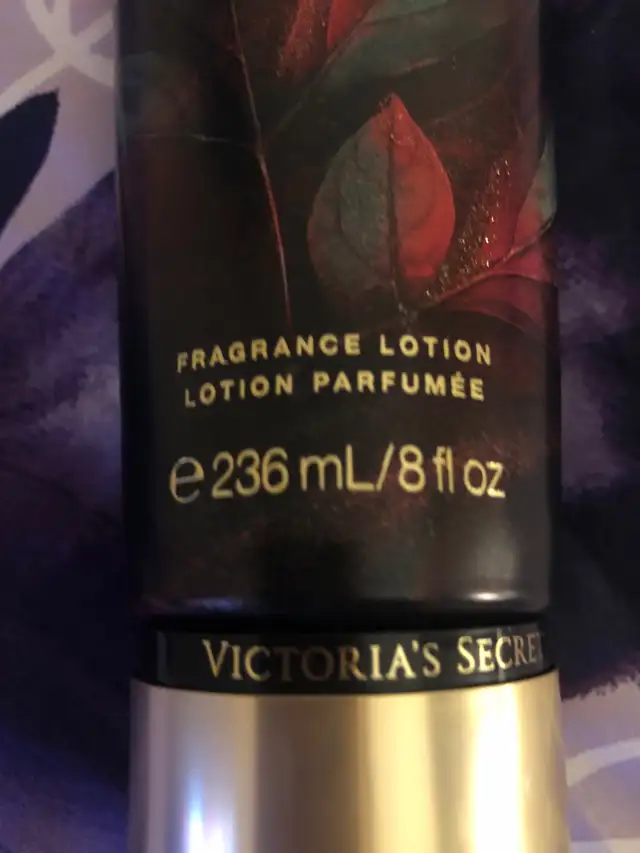 FRAGRANCE LOTION
LOTION PARFUMÉE
℮ 236 mL/8 fl oz
VICTORIA'S SECRET